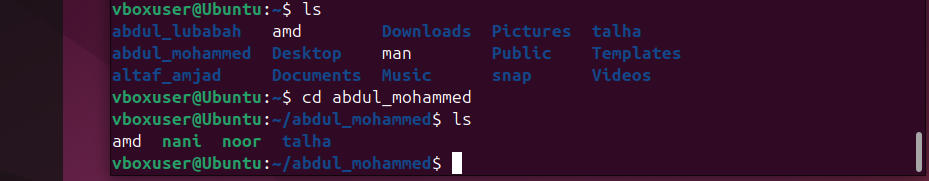 vboxuser@Ubuntu:~$ ls
abdul_lubabah   amd        Downloads  Pictures  talha
abdul_mohammed  Desktop    man        Public    Templates
altaf_amjad     Documents  Music      snap      Videos
vboxuser@Ubuntu:~$ cd abdul_mohammed
vboxuser@Ubuntu:~/abdul_mohammed$ ls
amd  nani  noor  talha
vboxuser@Ubuntu:~/abdul_mohammed$